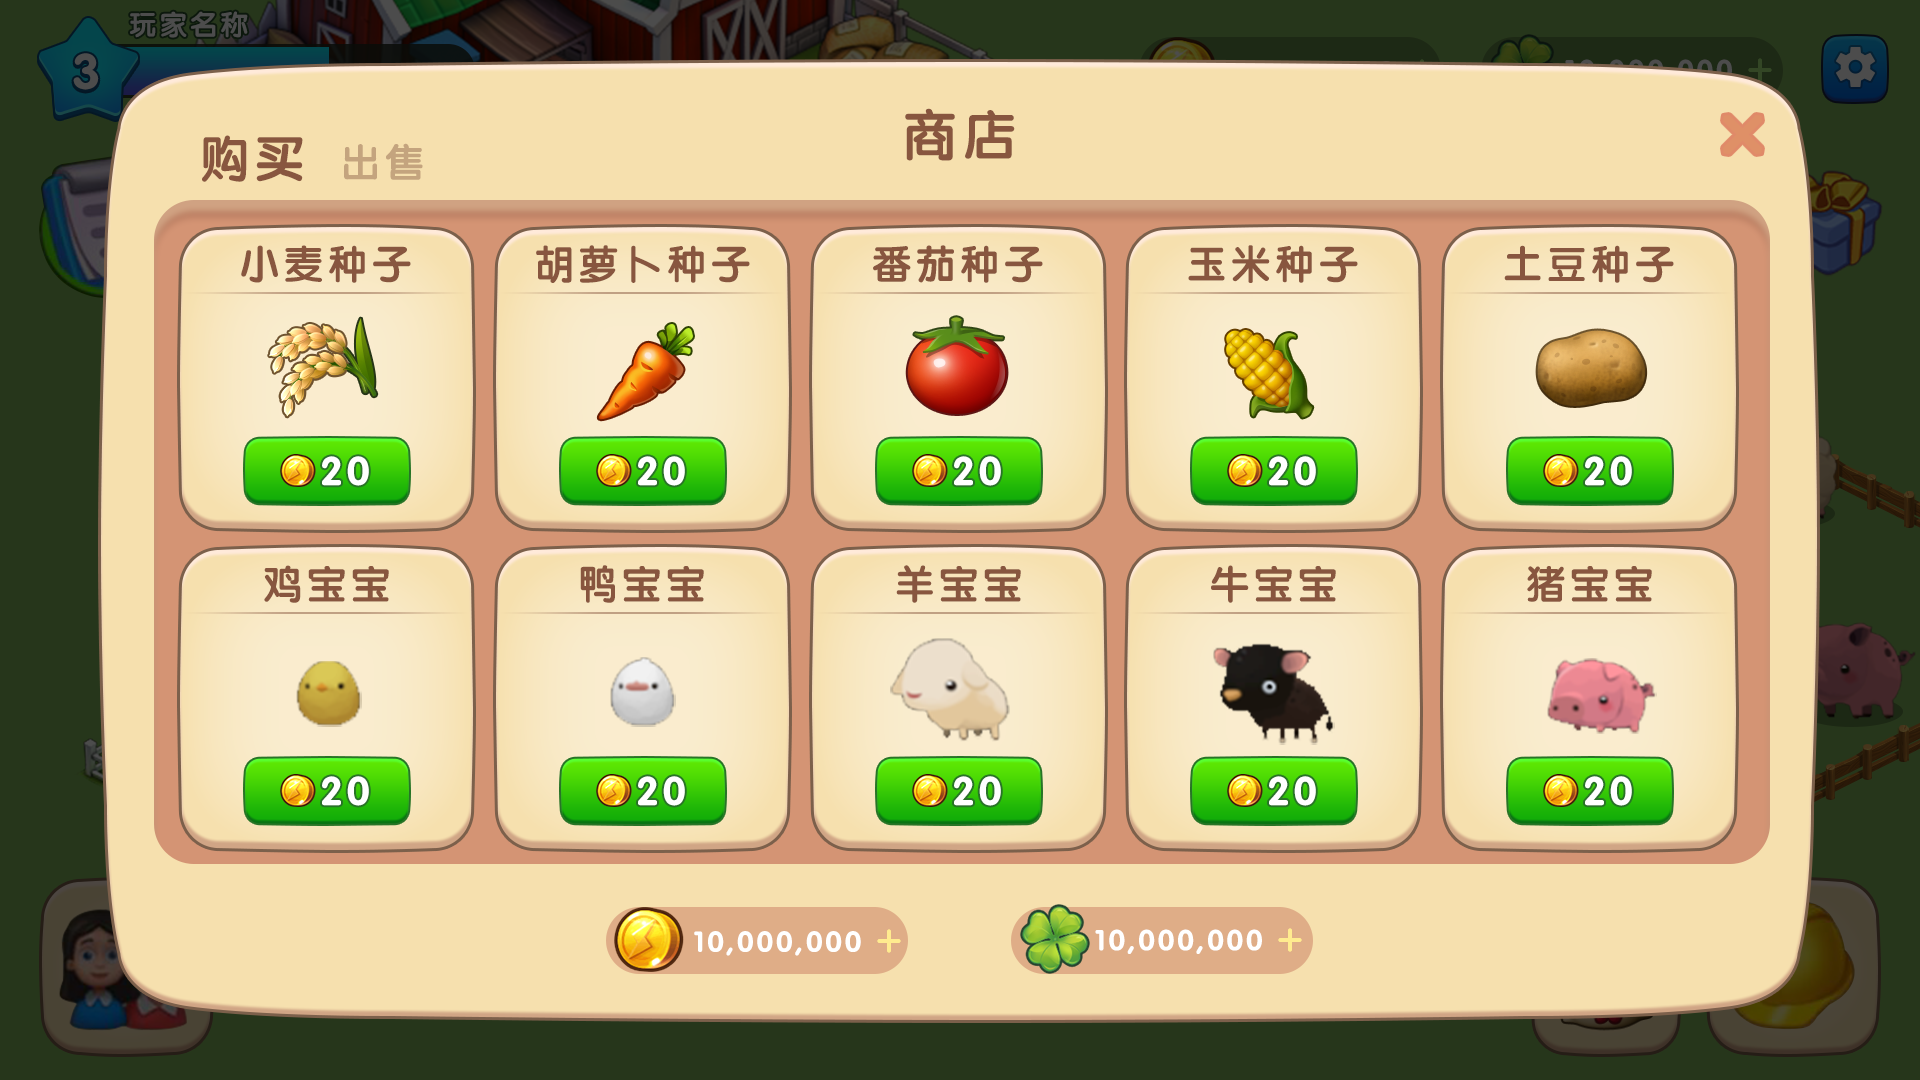 玩家名称
3
10,000,000
商店
购买 出售
小麦种子 胡萝卜种子 番茄种子 玉米种子 土豆种子
20 20 20 20 20
鸡宝宝 鸭宝宝 羊宝宝 牛宝宝 猪宝宝
20 20 20 20 20
10,000,000 + 10,000,000 +